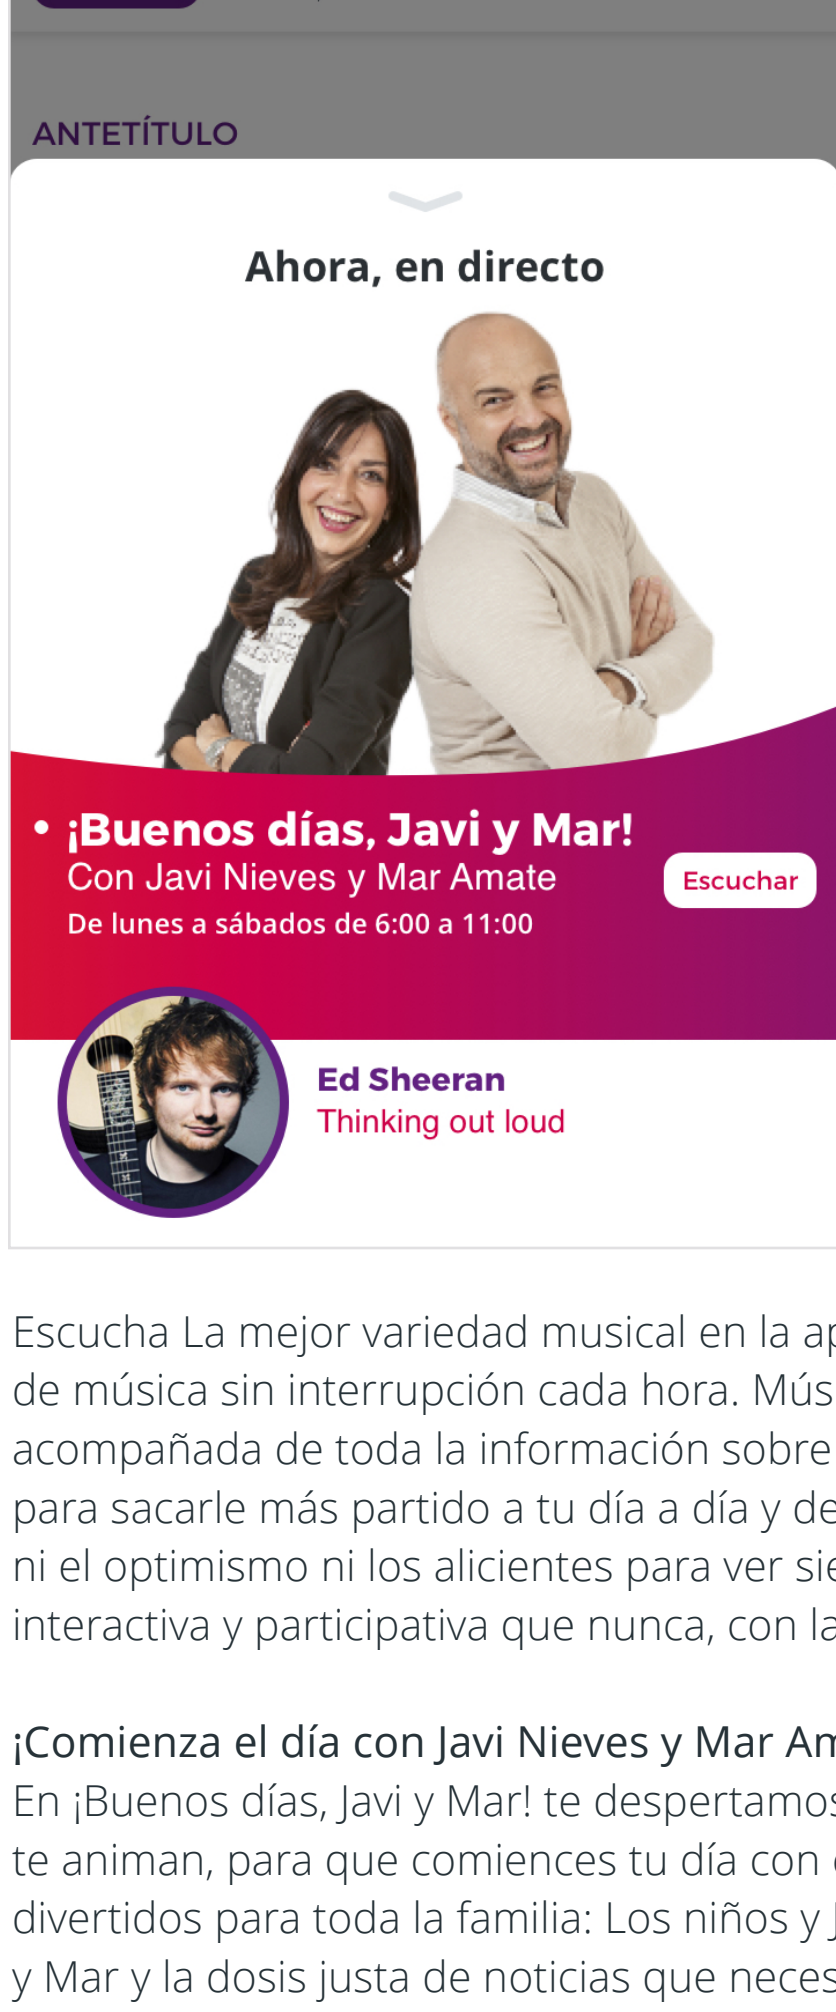 ANTETÍTULO
Ahora, en directo
• ¡Buenos días, Javi y Mar!
Con Javi Nieves y Mar Amate
De lunes a sábados de 6:00 a 11:00
Escuchar
Ed Sheeran
Thinking out loud
Escucha La mejor variedad musical en la
de música sin interrupción cada hora.
acompañada de toda la información sobre
para sacarle más partido a tu día a día y
ni el optimismo ni los alicientes para ver
interactiva y participativa que nunca, con
¡Comienza el día con Javi Nieves y Mar
En ¡Buenos días, Javi y Mar! te despertamos
te animan, para que comiences tu día con
divertidos para toda la familia: Los niños y
y Mar y la dosis justa de noticias que